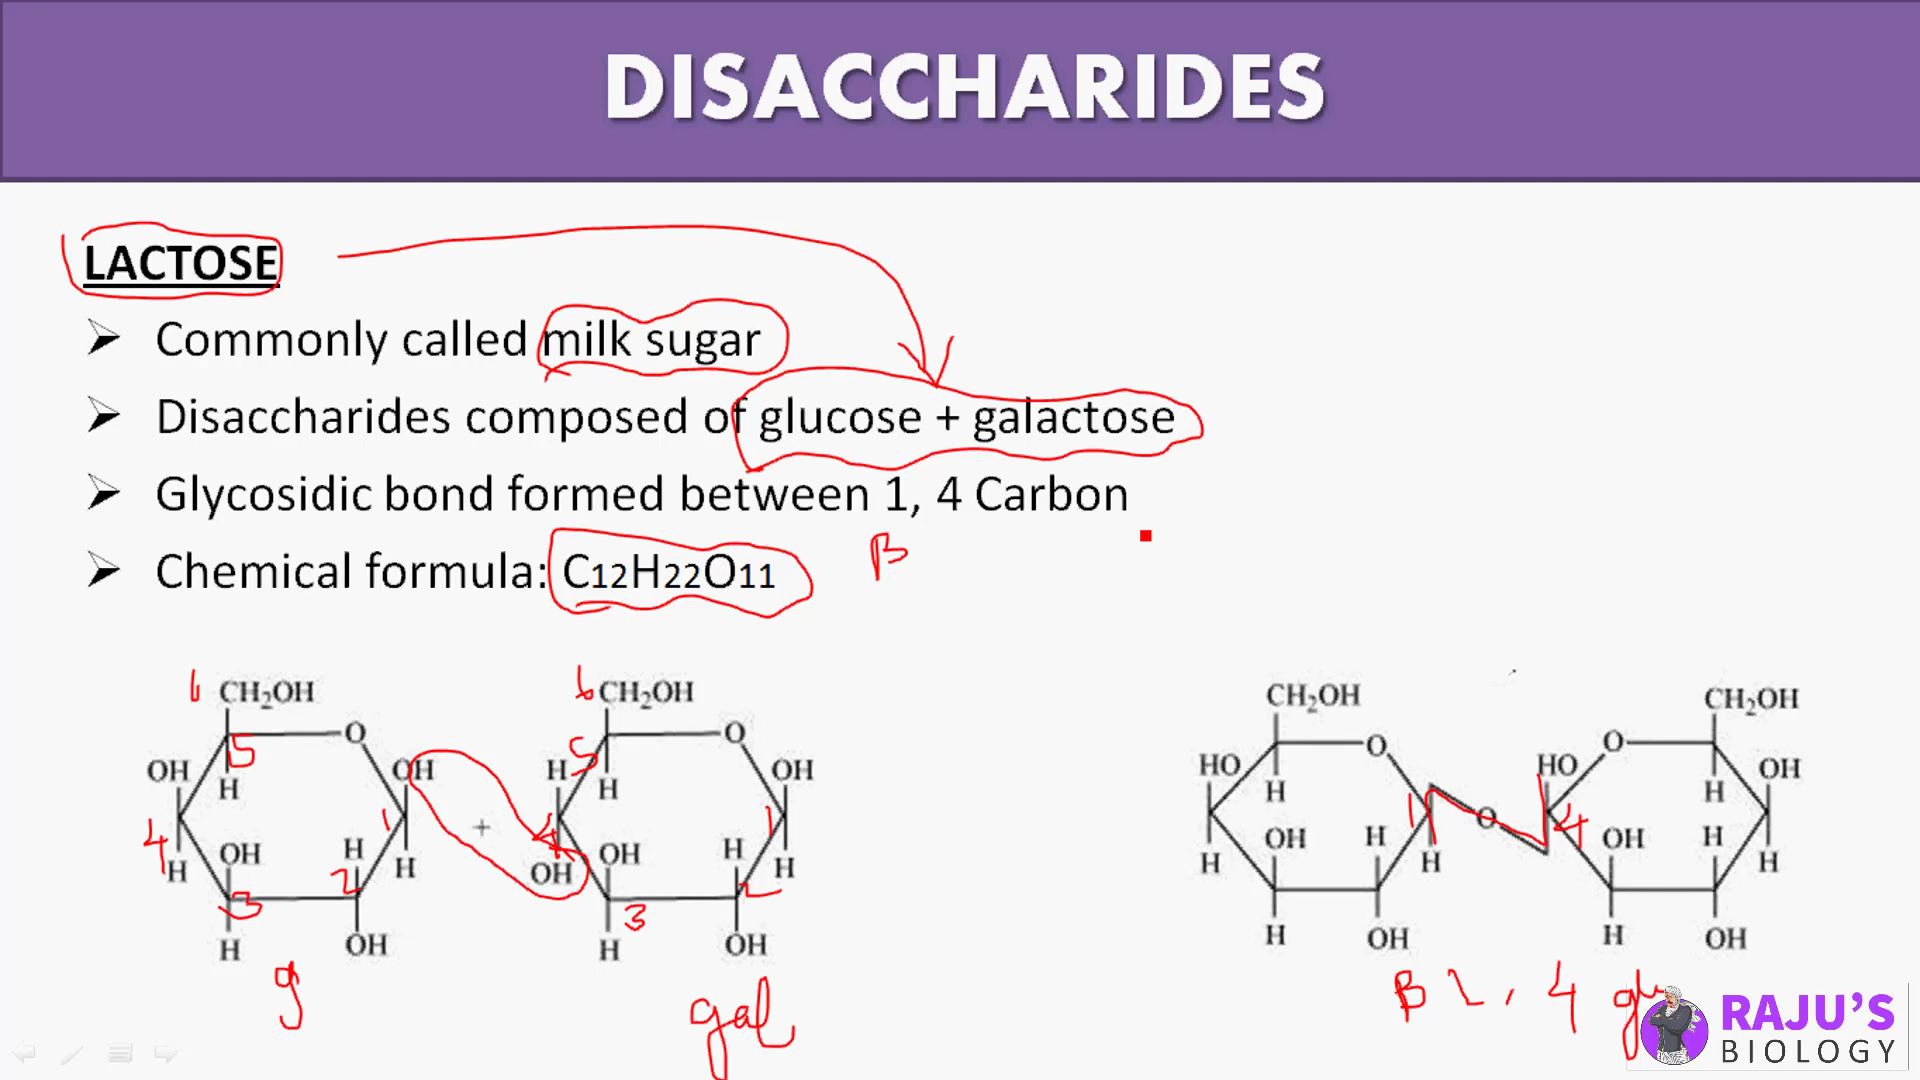 DISACCHARIDES
LACTOSE
➢ Commonly called milk sugar
➢ Disaccharides composed of glucose + galactose
➢ Glycosidic bond formed between 1, 4 Carbon
β
➢ Chemical formula: C12H22O11
6 CH₂OH
5
O
OH
H
OH
4
1
H
OH
H
H
3
2
H
OH
g
+
6 CH₂OH
5
O
H
H
OH
4
1
OH
OH
H
H
3
2
H
OH
gal
CH₂OH
O
HO
H
1
OH
H
H
H
H
OH
O
CH₂OH
O
HO
H
OH
4
OH
H
H
H
OH
β 1, 4
RAJU'S
BIOLOGY